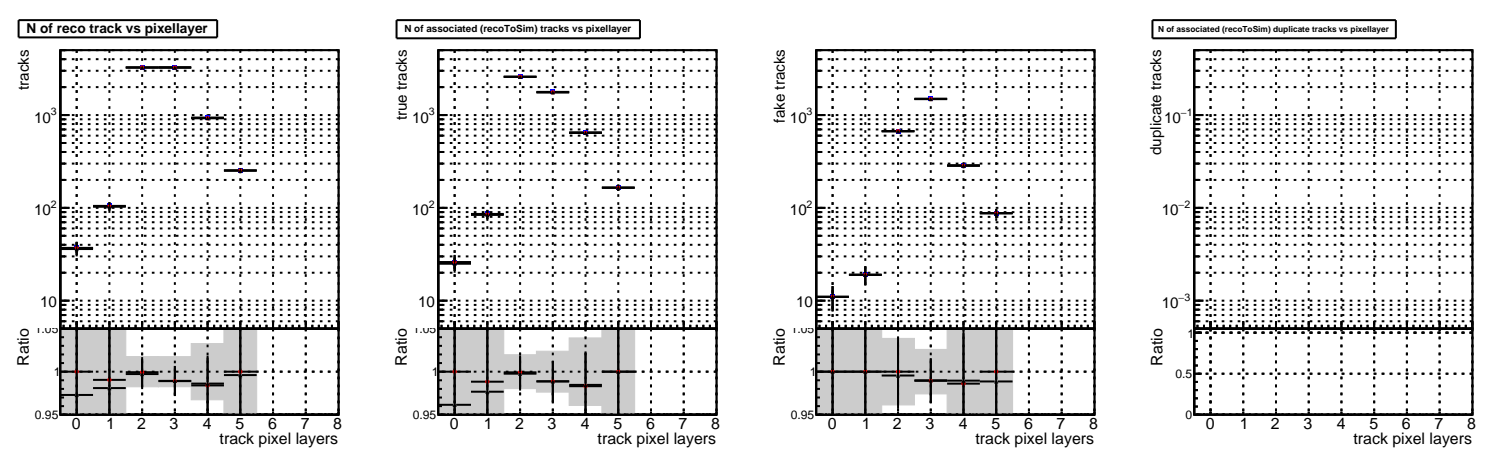 N of reco track vs pixellayer
tracks
10³
10²
10
Ratio
1.05
1
0.95
0 1 2 3 4 5 6 7 8
track pixel layers
N of associated (recoToSim) tracks vs pixellayer
true tracks
10³
10²
10
Ratio
1.05
1
0.95
0 1 2 3 4 5 6 7 8
track pixel layers
fake tracks
10³
10²
10
Ratio
1.05
1
0.95
0 1 2 3 4 5 6 7 8
track pixel layers
N of associated (recoToSim) duplicate tracks vs pixellayer
duplicate tracks
10⁻¹
10⁻²
10⁻³
Ratio
1
0.5
0
0 1 2 3 4 5 6 7 8
track pixel layers